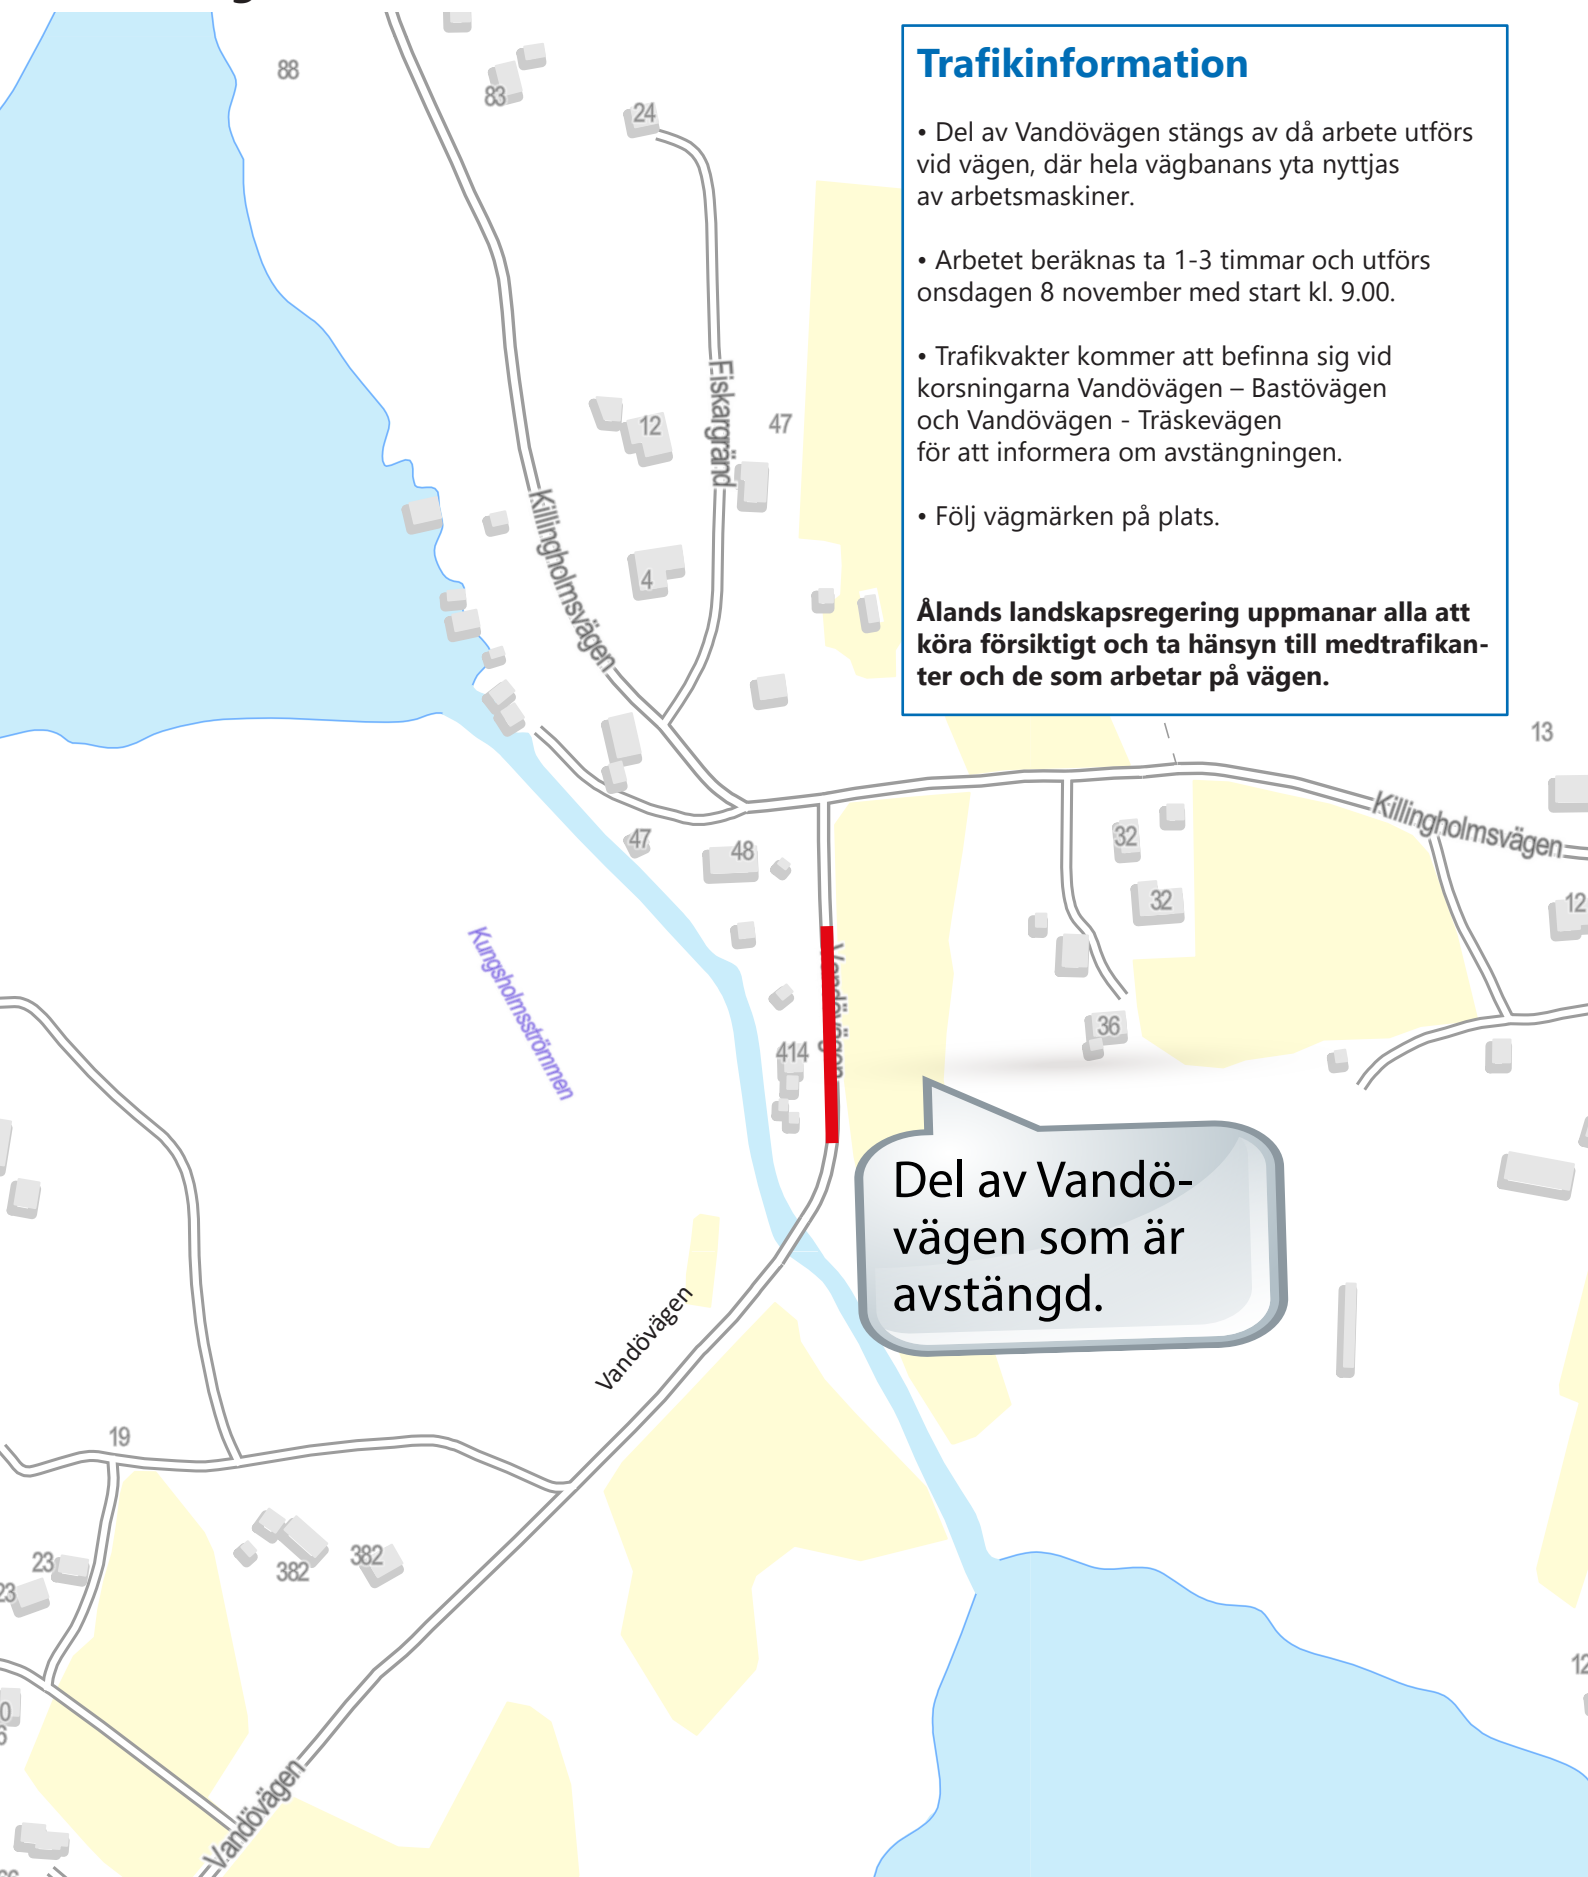 Trafikinformation
• Del av Vandövägen stängs av då arbete utförs
vid vägen, där hela vägbanans yta nyttjas
av arbetsmaskiner.
• Arbetet beräknas ta 1-3 timmar och utförs
onsdagen 8 november med start kl. 9.00.
• Trafikvakter kommer att befinna sig vid
korsningarna Vandövägen – Bastövägen
och Vandövägen - Träskevägen
för att informera om avstängningen.
• Följ vägmärken på plats.
Ålands landskapsregering uppmanar alla att
köra försiktigt och ta hänsyn till medtrafikan-
ter och de som arbetar på vägen.
88
83
24
Fiskargränd
12
47
Killingholmsvägen
4
13
Killingholmsvägen
47
48
32
32
12
Kungsholmsströmmen
Vandövägen
414
36
Del av Vandö-
vägen som är
avstängd.
Vandövägen
19
23
23
382
382
12
Vandövägen